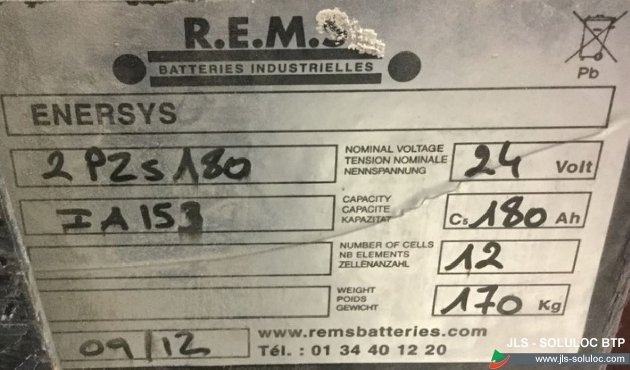 R.E.M.S
BATTERIES INDUSTRIELLES
Pb
ENERSYS
2 PZs 180
NOMINAL VOLTAGE
TENSION NOMINALE
NENNSPANNUNG
24 Volt
IA153
CAPACITY
CAPACITE
KAPAZITAT
C5 180 Ah
NUMBER OF CELLS
NB ELEMENTS
ZELLENANZAHL
12
WEIGHT
POIDS
GEWICHT
170 Kg
09/12
www.remsbatteries.com
Tél. : 01 34 40 12 20
JLS - SOLULOC BTP
www.jls-soluloc.com